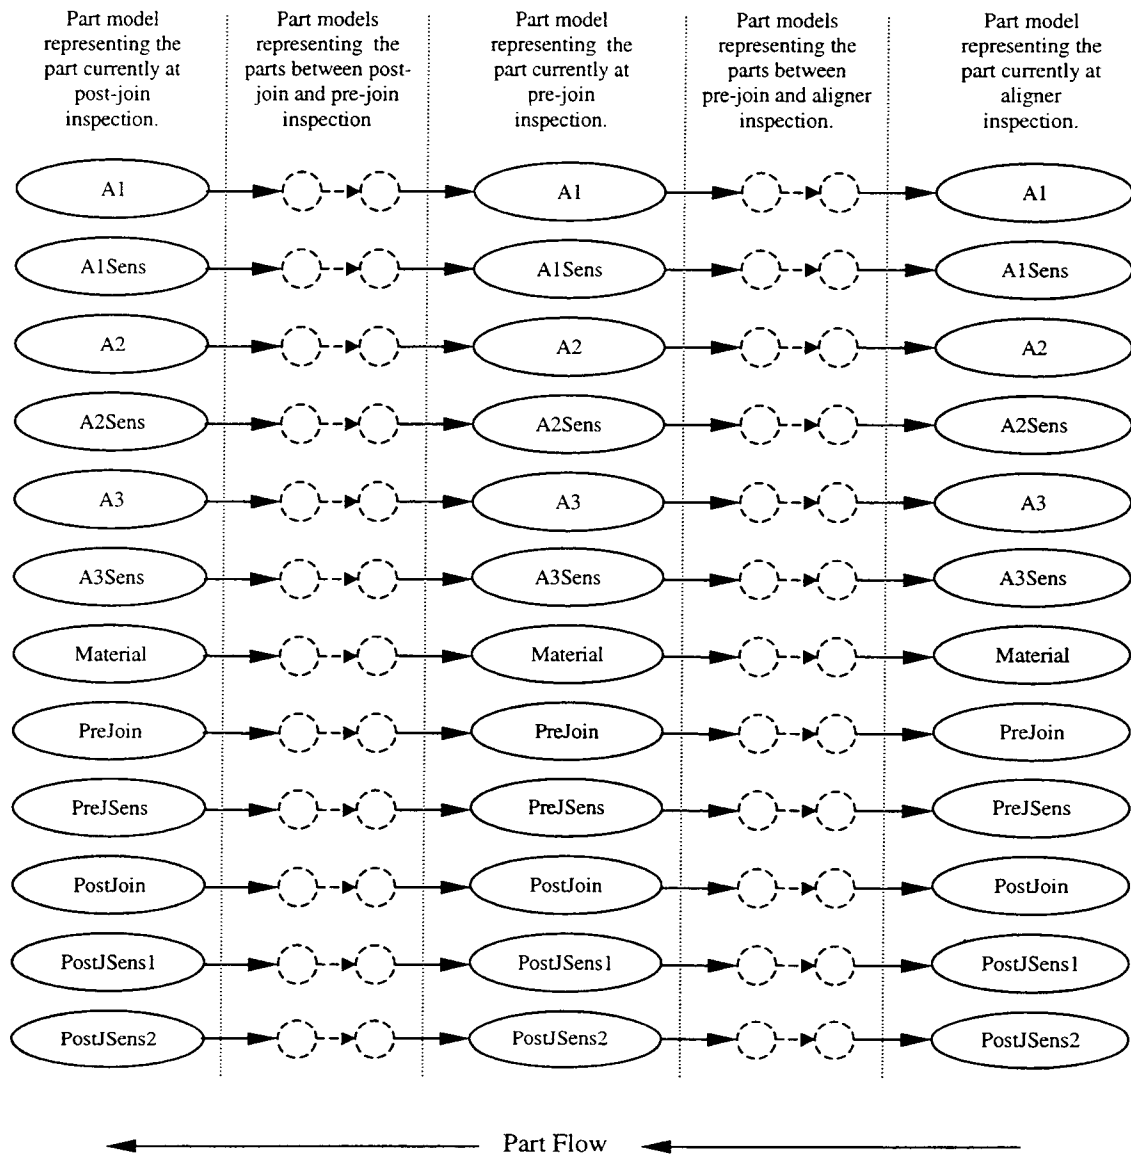 Part model
representing the
part currently at
post-join
inspection.
Part models
representing the
parts between post-
join and pre-join
inspection
Part model
representing the
part currently at
pre-join
inspection.
Part models
representing the
parts between
pre-join and aligner
inspection.
Part model
representing the
part currently at
aligner
inspection.
A1 A1 A1
A1Sens A1Sens A1Sens
A2 A2 A2
A2Sens A2Sens A2Sens
A3 A3 A3
A3Sens A3Sens A3Sens
Material Material Material
PreJoin PreJoin PreJoin
PreJSens PreJSens PreJSens
PostJoin PostJoin PostJoin
PostJSens1 PostJSens1 PostJSens1
PostJSens2 PostJSens2 PostJSens2
Part Flow